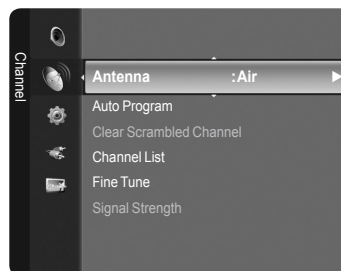 Channel
Antenna :Air
Auto Program
Clear Scrambled Channel
Channel List
Fine Tune
Signal Strength